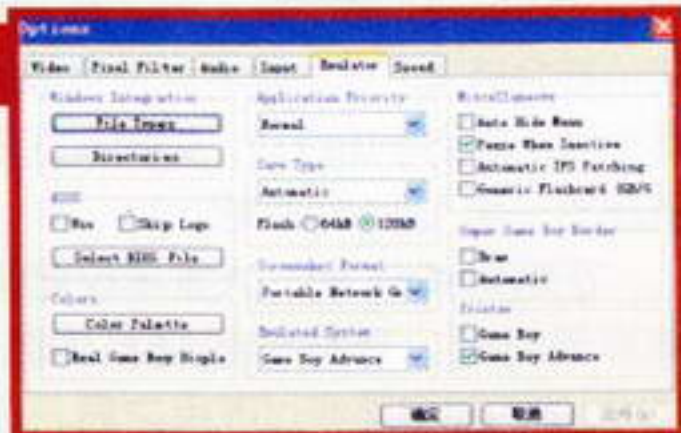 Options
Video Pixel Filter Audio Input Emulator Speed
Windows Integration
File Types
Directories
BIOS
Use Skip Logo
Select BIOS File
Colors
Color Palette
Real Game Boy
Application Priority
Normal
Save Type
Automatic
Flash 64kB 128kB
Screenshot Format
Portable Network
Emulated System
Game Boy Advance
Miscellaneous
Auto Hide Menu
Pause When Inactive
Automatic IPS Patching
Generic Flashcard
Super Game Boy Border
Draw
Automatic
Game Boy
Game Boy Advance
确定 取消